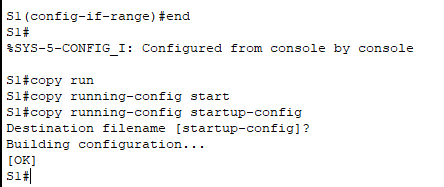 S1(config-if-range)#end
S1#
%SYS-5-CONFIG_I: Configured from console by console

S1#copy run
S1#copy running-config start
S1#copy running-config startup-config
Destination filename [startup-config]?
Building configuration...
[OK]
S1#